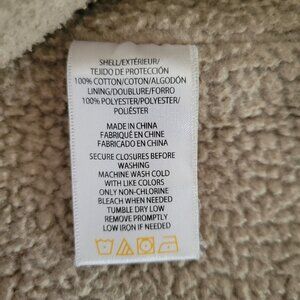 SHELL/EXTÉRIEUR/
TEJIDO DE PROTECCIÓN
100% COTTON/COTON/ALGODÓN
LINING/DOUBLURE/FORRO
100% POLYESTER/POLYESTER/
POLIÉSTER
MADE IN CHINA
FABRIQUÉ EN CHINE
FABRICADO EN CHINA
SECURE CLOSURES BEFORE
WASHING
MACHINE WASH COLD
WITH LIKE COLORS
ONLY NON-CHLORINE
BLEACH WHEN NEEDED
TUMBLE DRY LOW
REMOVE PROMPTLY
LOW IRON IF NEEDED